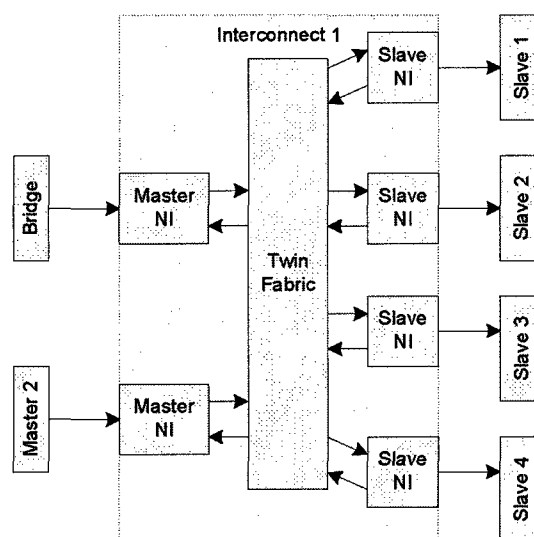 Interconnect 1
Slave
NI
Slave 1
Bridge
Master
NI
Slave
NI
Slave 2
Twin
Fabric
Slave
NI
Slave 3
Master 2
Master
NI
Slave
NI
Slave 4